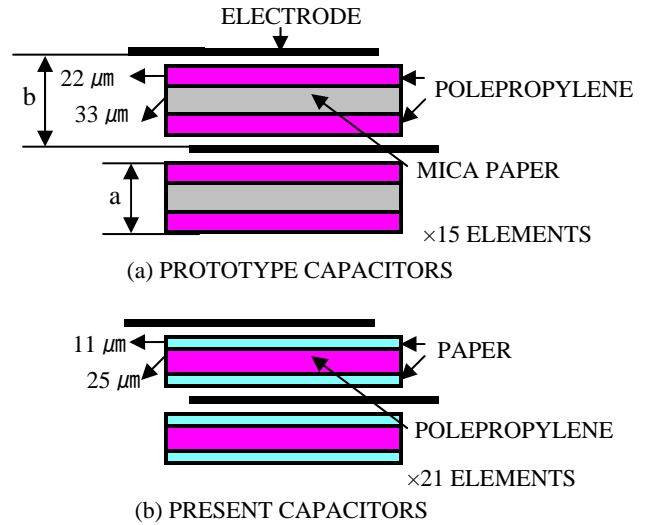 ELECTRODE
22 ㎛
POLEPROPYLENE
b
33 ㎛
MICA PAPER
a
×15 ELEMENTS
(a) PROTOTYPE CAPACITORS
11 ㎛
PAPER
25 ㎛
POLEPROPYLENE
×21 ELEMENTS
(b) PRESENT CAPACITORS